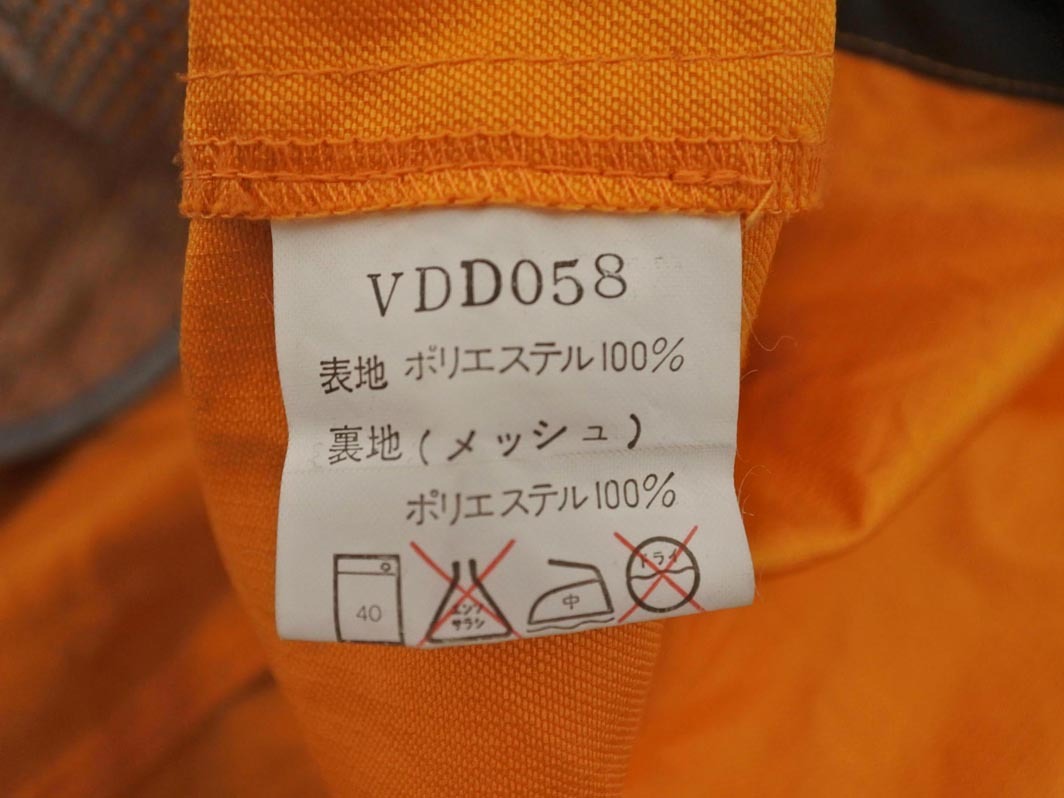 VDD058
表地 ポリエステル100%
裏地(メッシュ)
ポリエステル100%
40
エンソ
サラシ
中
ドライ